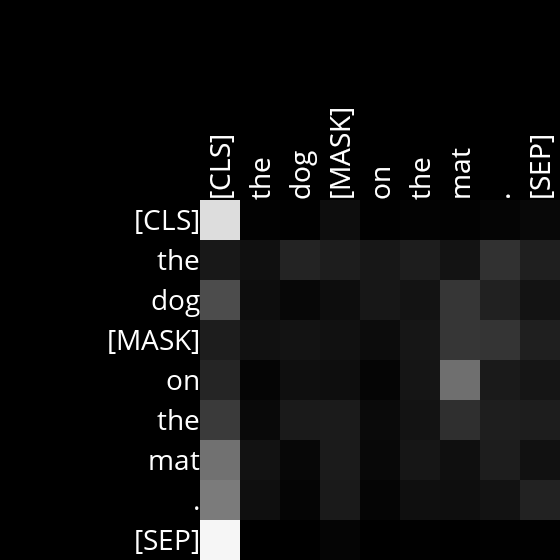 [CLS] the dog [MASK] on the mat . [SEP]
[CLS]
the
dog
[MASK]
on
the
mat
.
[SEP]